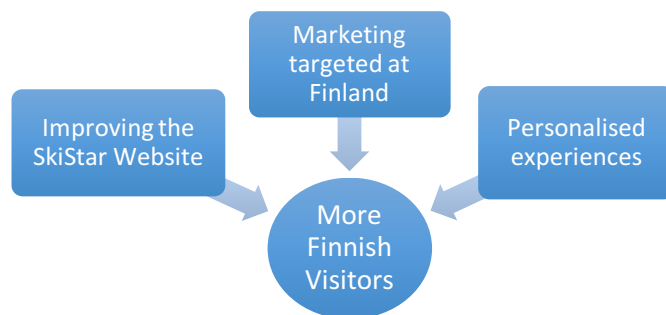 Marketing
targeted at
Finland
Improving the
SkiStar Website
Personalised
experiences
More
Finnish
Visitors